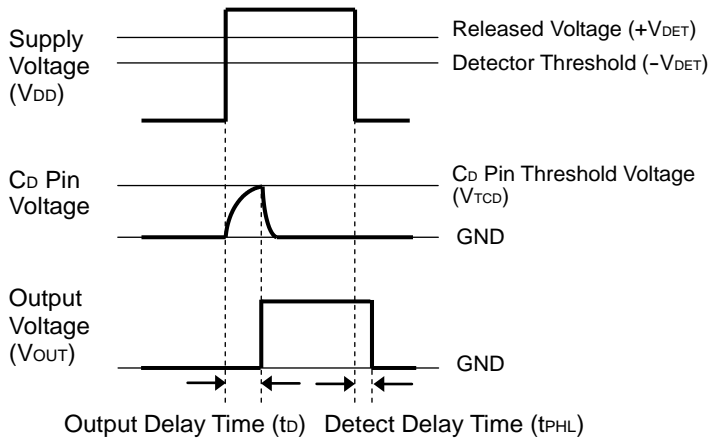 Supply
Voltage
(VDD)
Released Voltage (+VDET)
Detector Threshold (−VDET)
CD Pin
Voltage
CD Pin Threshold Voltage
(VTCD)
GND
Output
Voltage
(VOUT)
GND
Output Delay Time (tD)
Detect Delay Time (tPHL)